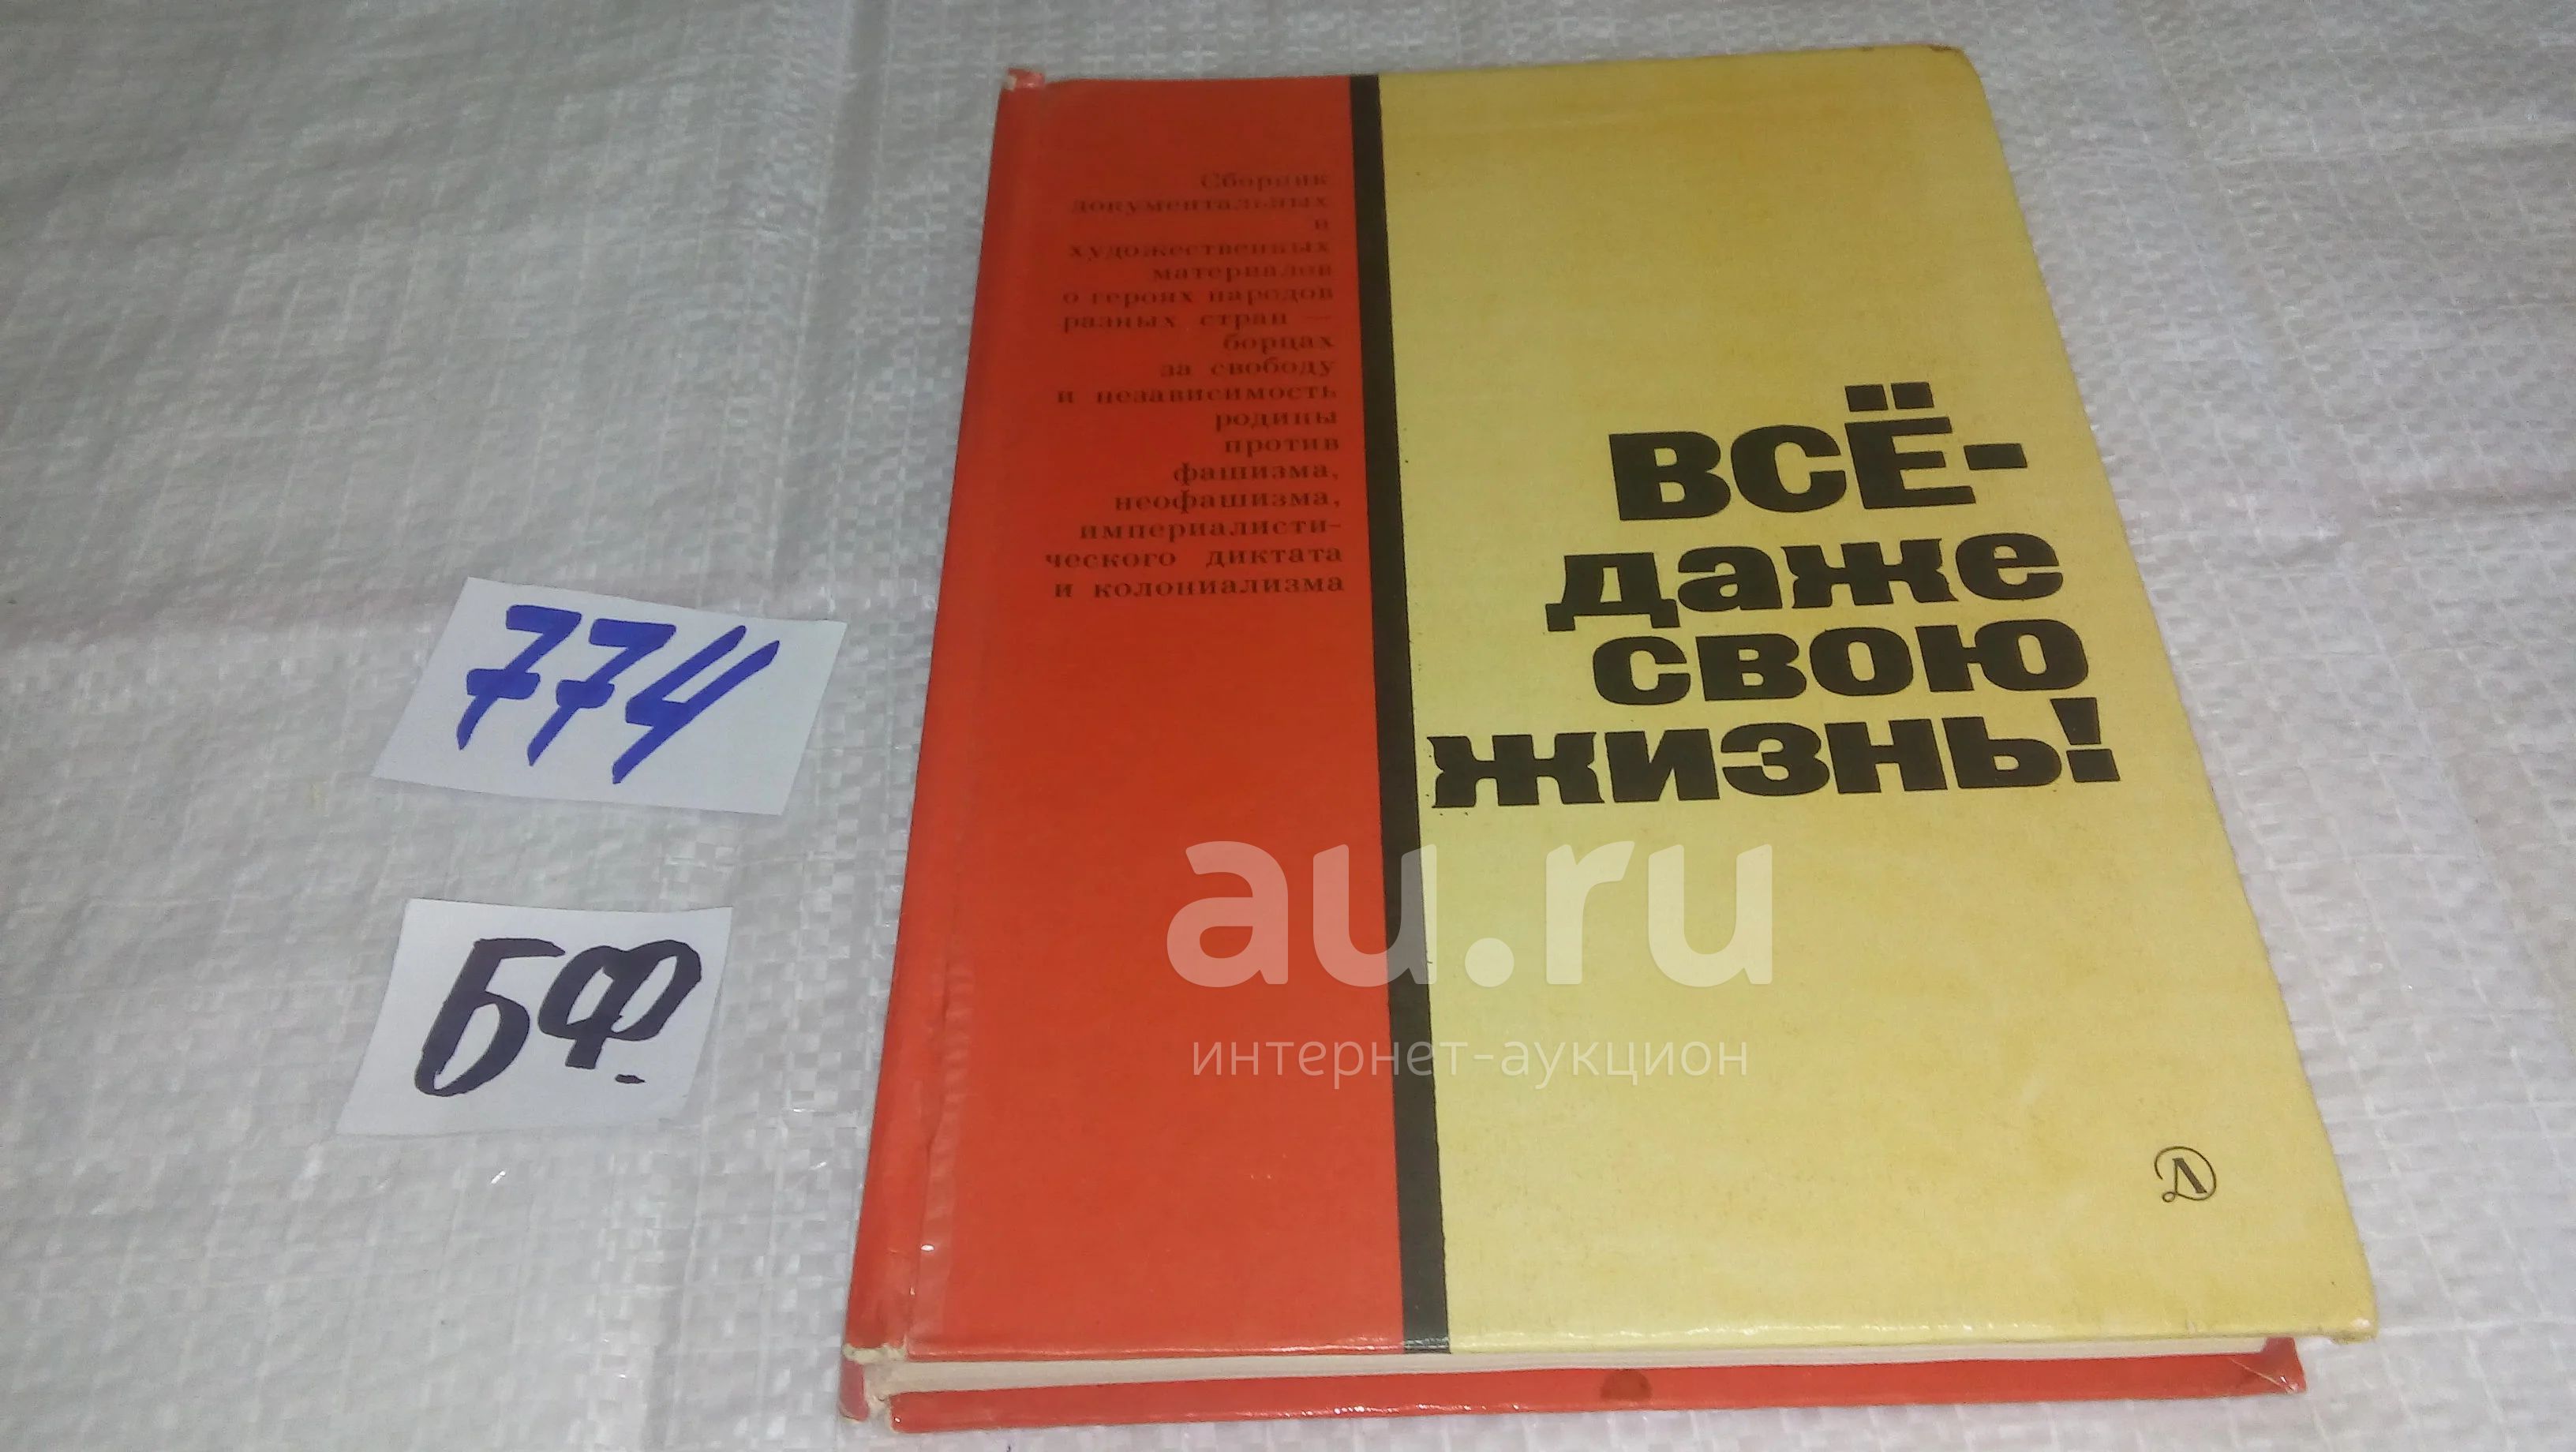 Сборник
документальных
и
художественных
материалов
о героях народов
разных стран —
борцах
за свободу
и независимость
родины
против
фашизма,
неофашизма,
империалисти-
ческого диктата
и колониализма
ВСЁ-
даже
свою
жизнь!
774
БФ.
au.ru
интернет-аукцион